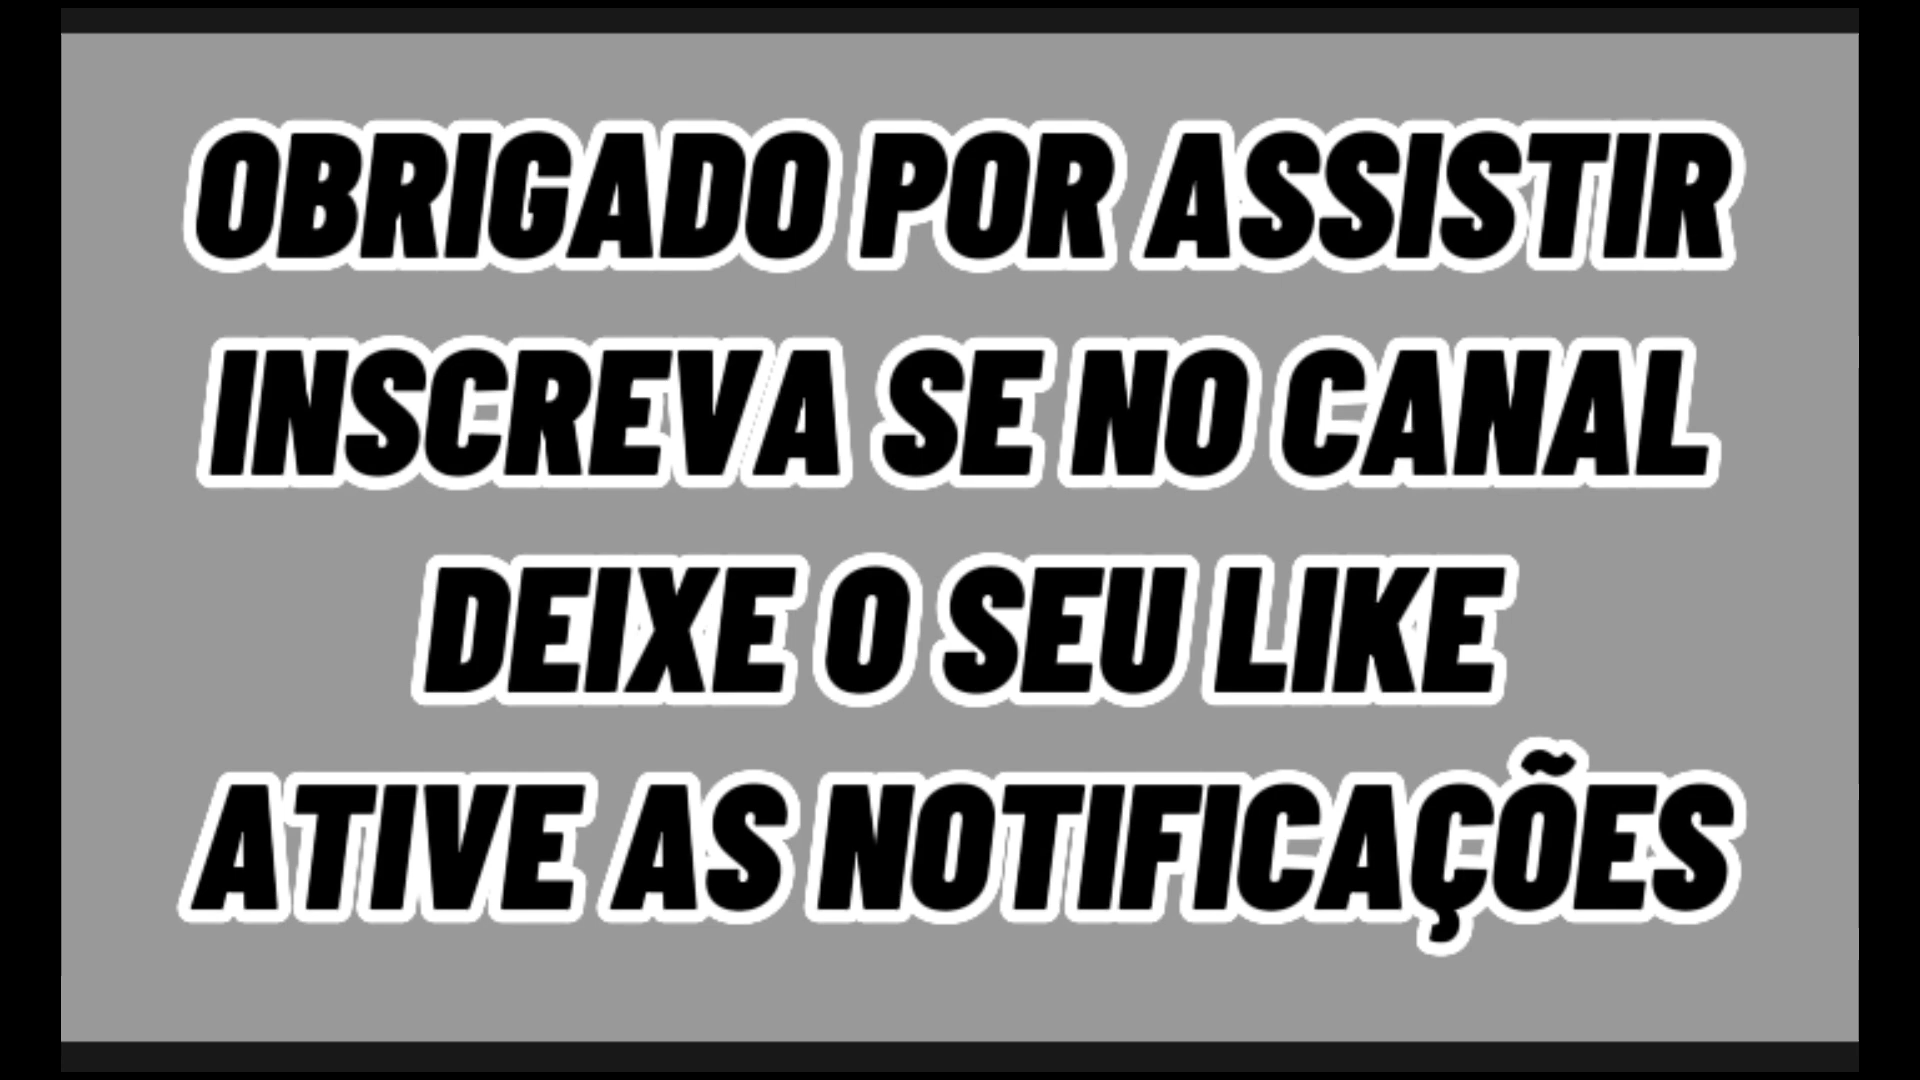 OBRIGADO POR ASSISTIR
INSCREVA SE NO CANAL
DEIXE O SEU LIKE
ATIVE AS NOTIFICAÇÕES